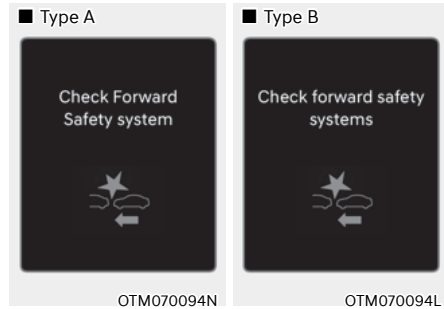 ■ Type A
Check Forward
Safety system
OTM070094N
■ Type B
Check forward safety
systems
OTM070094L